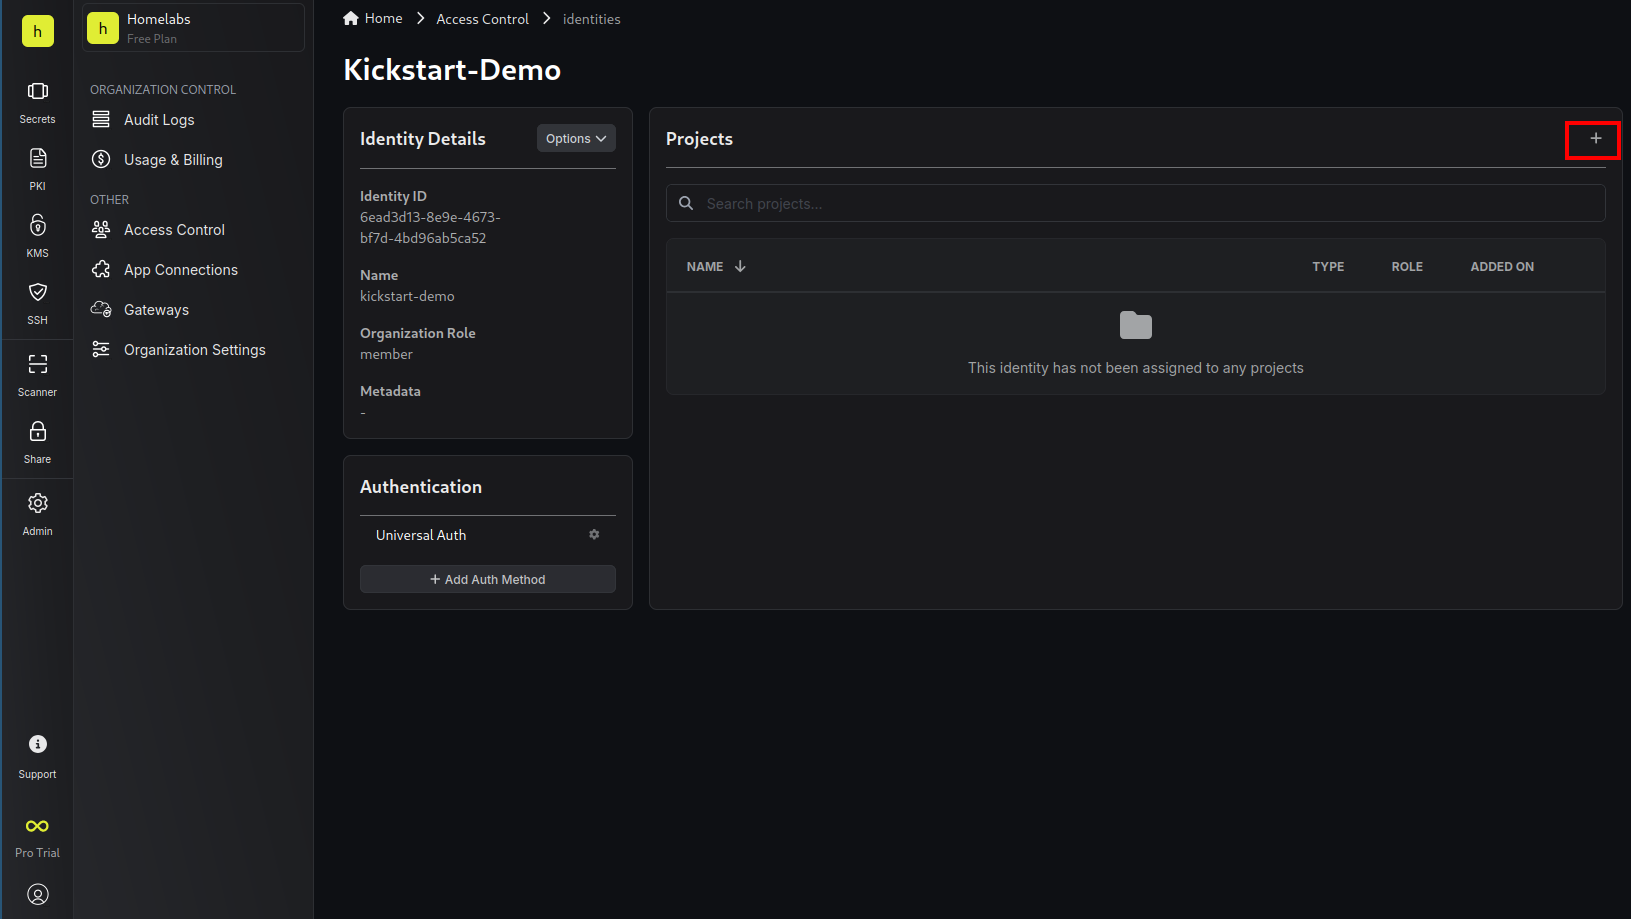 h
Secrets
PKI
KMS
SSH
Scanner
Share
Admin
Support
Pro Trial
h
Homelabs
Free Plan
ORGANIZATION CONTROL
Audit Logs
Usage & Billing
OTHER
Access Control
App Connections
Gateways
Organization Settings
Home
Access Control
identities
Kickstart-Demo
Identity Details
Options
Identity ID
6ead3d13-8e9e-4673-
bf7d-4bd96ab5ca52
Name
kickstart-demo
Organization Role
member
Metadata
-
Authentication
Universal Auth
+ Add Auth Method
Projects
+
Search projects...
NAME TYPE ROLE ADDED ON
This identity has not been assigned to any projects